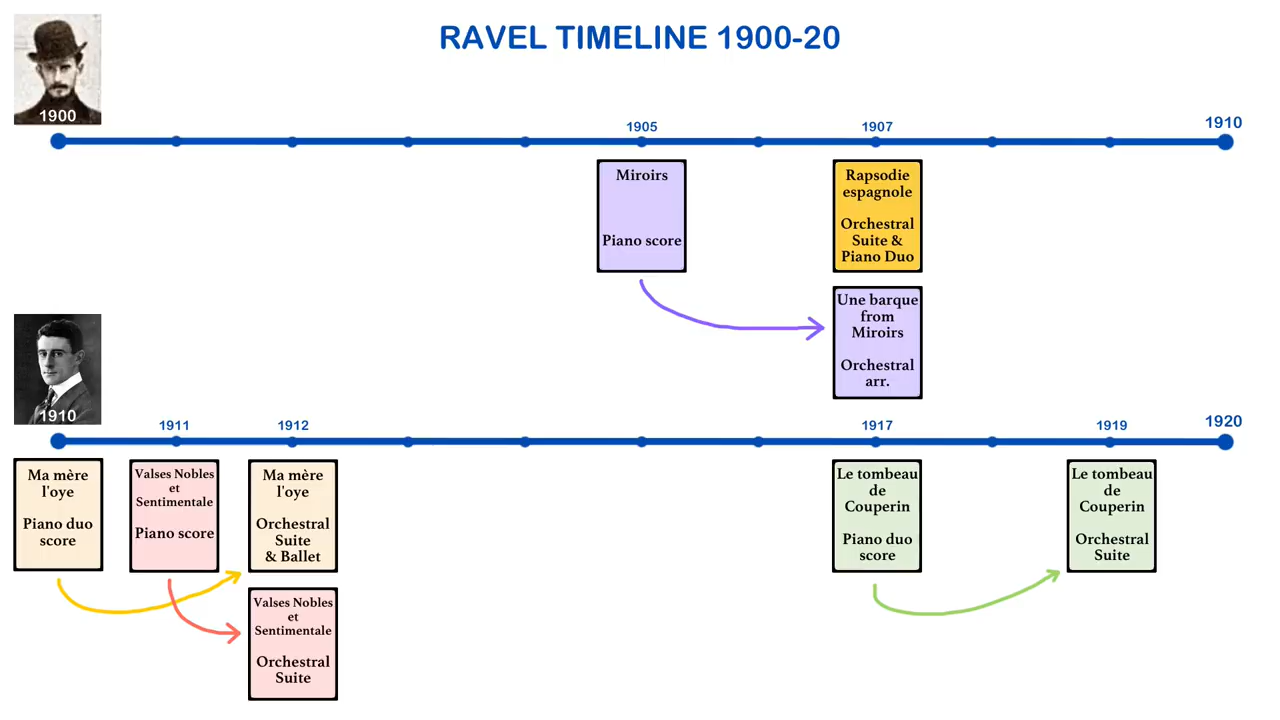 RAVEL TIMELINE 1900-20
1900
1905
1907
1910
Miroirs
Piano score
Rapsodie
espagnole
Orchestral
Suite &
Piano Duo
Une barque
from
Miroirs
Orchestral
arr.
1910
1911
1912
1917
1919
1920
Ma mère
l'oye
Piano duo
score
Valses Nobles
et
Sentimentale
Piano score
Ma mère
l'oye
Orchestral
Suite
& Ballet
Valses Nobles
et
Sentimentale
Orchestral
Suite
Le tombeau
de
Couperin
Piano duo
score
Le tombeau
de
Couperin
Orchestral
Suite